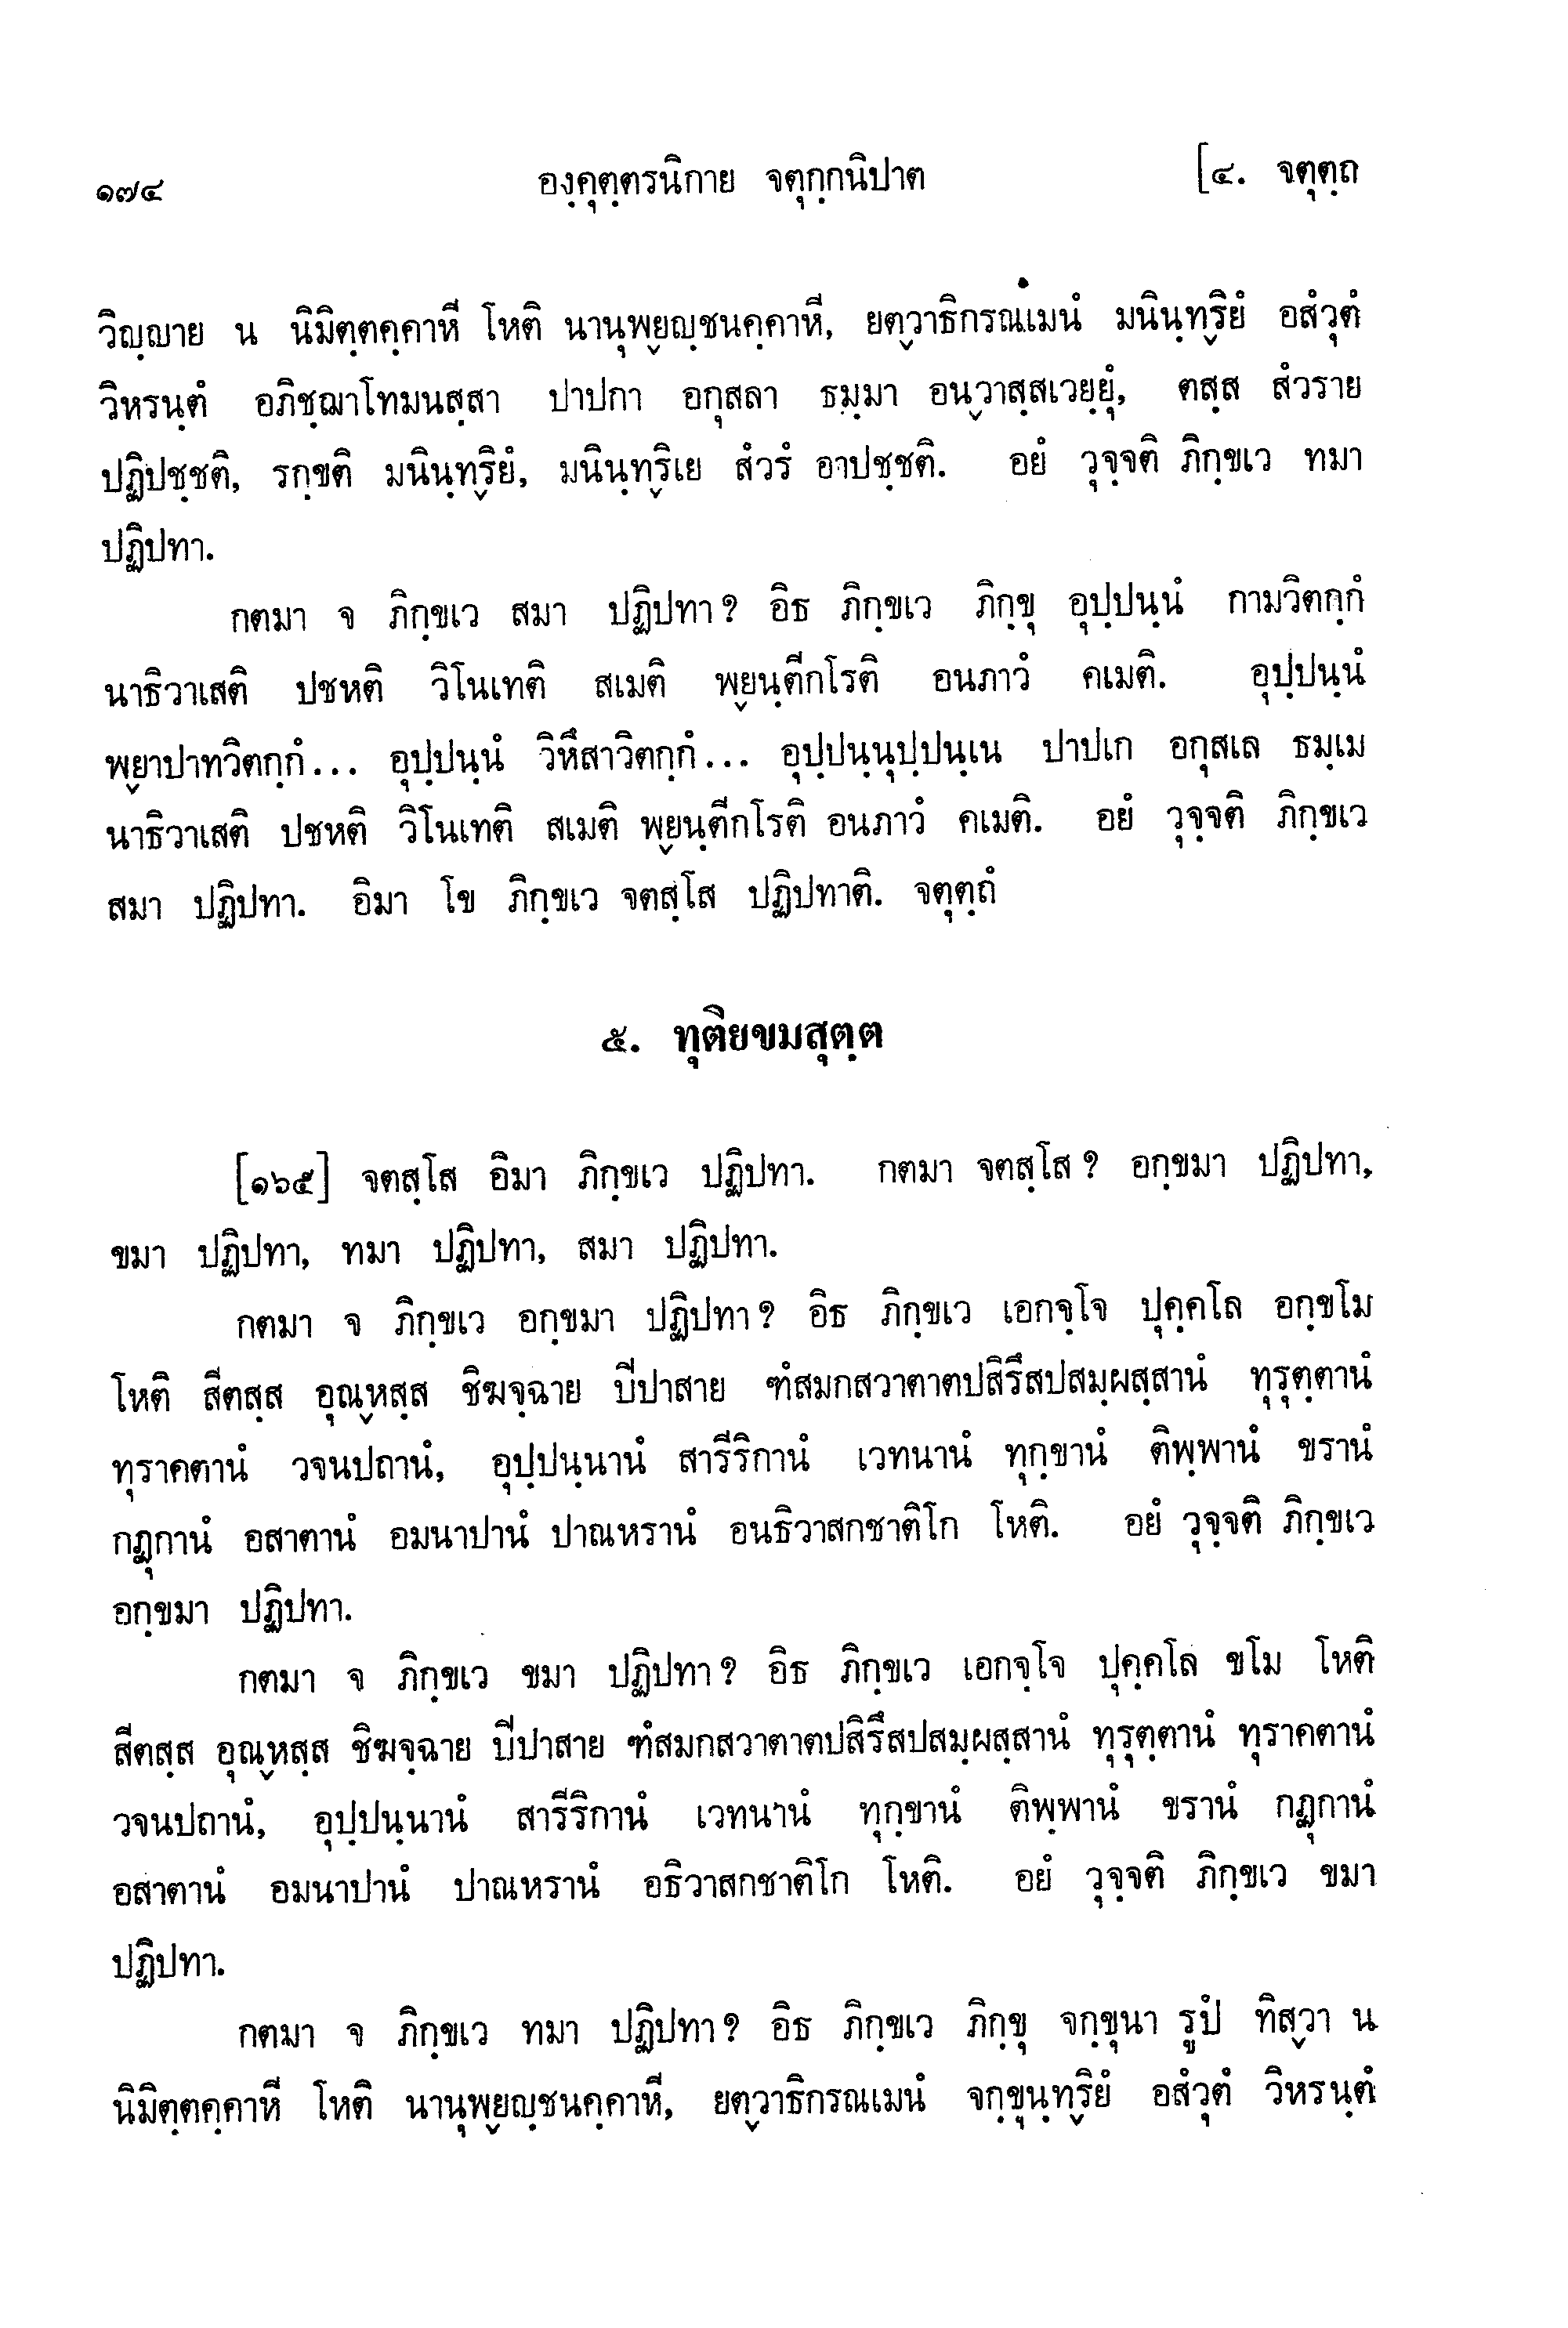 ๑๗๔ องฺคุตฺตรนิกาย จตุกฺกนิปาต [๔. จตุตฺถ
วิญฺญาย น นิมิตฺตคฺคาหี โหติ นานุพฺยญฺชนคฺคาหี, ยตฺวาธิกรณเมนํ มนินฺทฺริยํ อสํวุตํ
วิหรนฺตํ อภิชฺฌาโทมนสฺสา ปาปกา อกุสลา ธมฺมา อนฺวาสฺสเวยฺยุํ, ตสฺส สํวราย
ปฏิปชฺชติ, รกฺขติ มนินฺทฺริยํ, มนินฺทฺริเย สํวรํ อาปชฺชติ. อยํ วุจฺจติ ภิกฺขเว ทมา
ปฏิปทา.
กตมา จ ภิกฺขเว สมา ปฏิปทา ? อิธ ภิกฺขเว ภิกฺขุ อุปฺปนฺนํ กามวิตกฺกํ
นาธิวาเสติ ปชหติ วิโนเทติ สเมติ พฺยนฺตีกโรติ อนภาวํ คเมติ. อุปฺปนฺนํ
พฺยาปาทวิตกฺกํ... อุปฺปนฺนํ วิหึสาวิตกฺกํ... อุปฺปนฺนุปฺปนฺเน ปาปเก อกุสเล ธมฺเม
นาธิวาเสติ ปชหติ วิโนเทติ สเมติ พฺยนฺตีกโรติ อนภาวํ คเมติ. อยํ วุจฺจติ ภิกฺขเว
สมา ปฏิปทา. อิมา โข ภิกฺขเว จตสฺโส ปฏิปทาติ. จตุตฺถํ
๕. ทุติยขมสุตฺต
[๑๖๕] จตสฺโส อิมา ภิกฺขเว ปฏิปทา. กตมา จตสฺโส ? อกฺขมา ปฏิปทา,
ขมา ปฏิปทา, ทมา ปฏิปทา, สมา ปฏิปทา.
กตมา จ ภิกฺขเว อกฺขมา ปฏิปทา ? อิธ ภิกฺขเว เอกจฺโจ ปุคฺคโล อกฺขโม
โหติ สีตสฺส อุณฺหสฺส ชิฆจฺฉาย ปิปาสาย ฑํสมกสวาตาตปสิรึสปสมฺผสฺสานํ ทุรุตฺตานํ
ทุราคตานํ วจนปถานํ, อุปฺปนฺนานํ สารีริกานํ เวทนานํ ทุกฺขานํ ติพฺพานํ ขรานํ
กฏุกานํ อสาตานํ อมนาปานํ ปาณหรานํ อนธิวาสกชาติโก โหติ. อยํ วุจฺจติ ภิกฺขเว
อกฺขมา ปฏิปทา.
กตมา จ ภิกฺขเว ขมา ปฏิปทา ? อิธ ภิกฺขเว เอกจฺโจ ปุคฺคโล ขโม โหติ
สีตสฺส อุณฺหสฺส ชิฆจฺฉาย ปิปาสาย ฑํสมกสวาตาตปสิรึสปสมฺผสฺสานํ ทุรุตฺตานํ ทุราคตานํ
วจนปถานํ, อุปฺปนฺนานํ สารีริกานํ เวทนานํ ทุกฺขานํ ติพฺพานํ ขรานํ กฏุกานํ
อสาตานํ อมนาปานํ ปาณหรานํ อธิวาสกชาติโก โหติ. อยํ วุจฺจติ ภิกฺขเว ขมา
ปฏิปทา.
กตมา จ ภิกฺขเว ทมา ปฏิปทา ? อิธ ภิกฺขเว ภิกฺขุ จกฺขุนา รูปํ ทิสฺวา น
นิมิตฺตคฺคาหี โหติ นานุพฺยญฺชนคฺคาหี, ยตฺวาธิกรณเมนํ จกฺขุนฺทฺริยํ อสํวุตํ วิหรนฺตํ